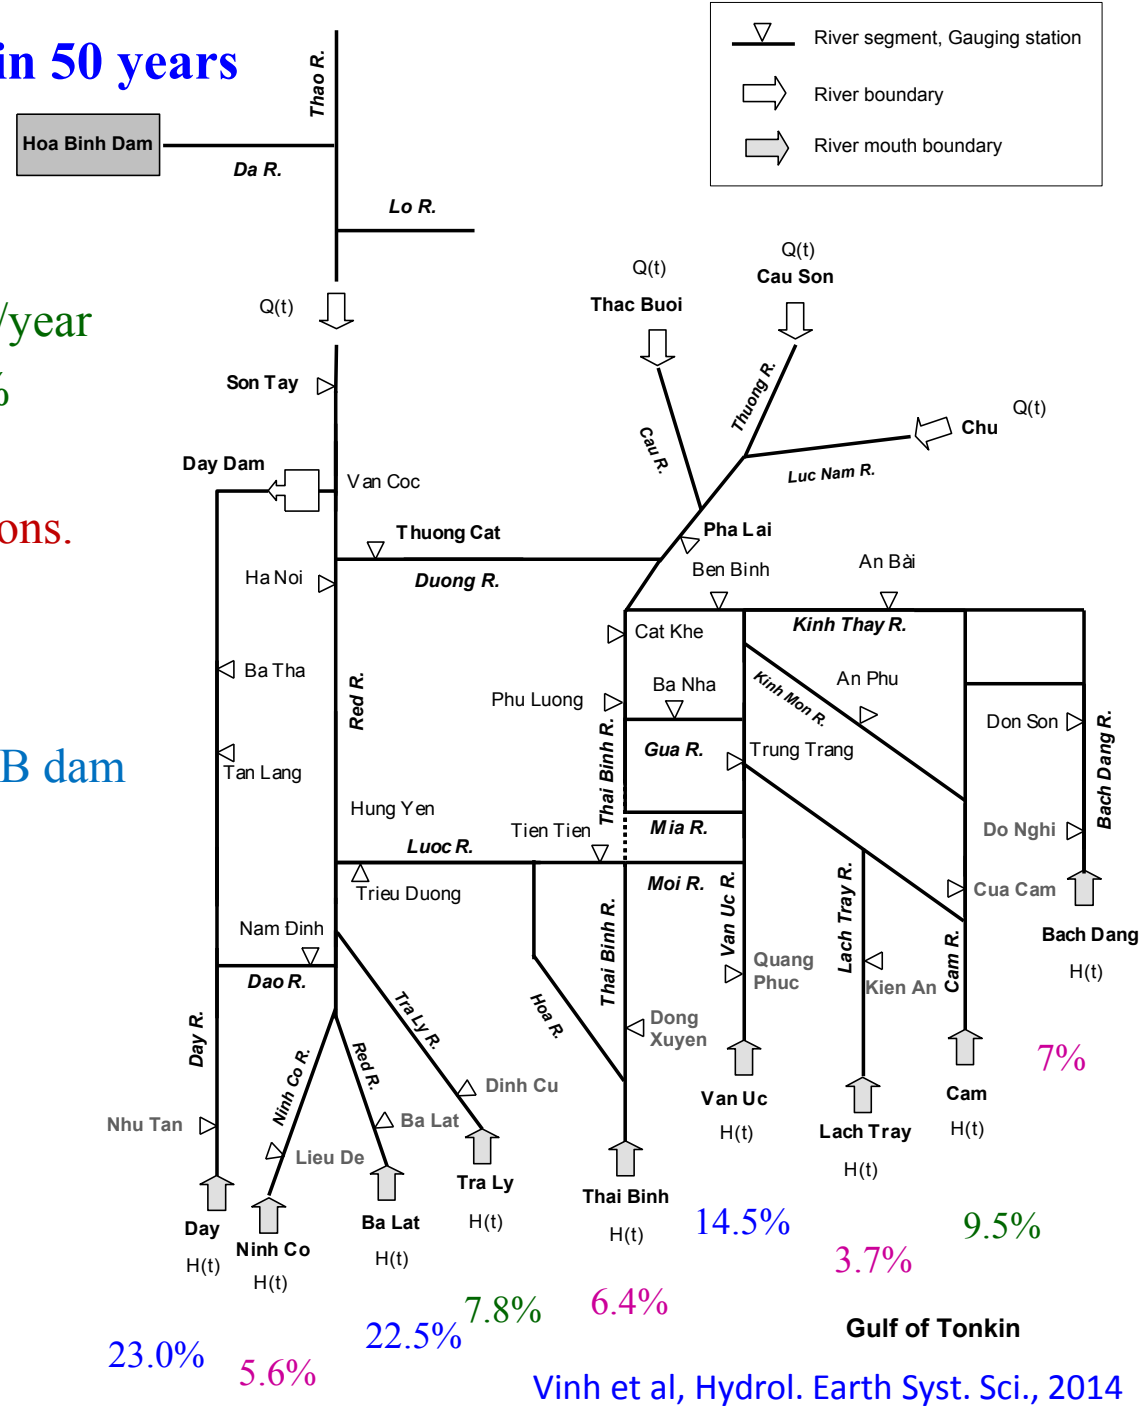 in 50 years
River segment, Gauging station
River boundary
River mouth boundary
Thao R.
Hoa Binh Dam
Da R.
Lo R.
Q(t)
Cau Son
Q(t)
Thac Buoi
Q(t)
/year
%
Son Tay
Thuong R.
Q(t)
Chu
Cau R.
Luc Nam R.
Day Dam
Van Coc
ons.
Thuong Cat
Pha Lai
Duong R.
Ha Noi
Ben Binh
An Bài
Kinh Thay R.
Cat Khe
Ba Tha
Red R.
Phu Luong
Ba Nha
Kinh Mon R.
An Phu
Don Son
Thai Binh R.
Gua R.
Trung Trang
Bach Dang R.
B dam
Tan Lang
Hung Yen
Tien Tien
Mia R.
Do Nghi
Luoc R.
Moi R.
Trieu Duong
Van Uc R.
Lach Tray R.
Cua Cam
Nam Đinh
Dao R.
Thai Binh R.
Quang
Phuc
Kien An
Cam R.
Bach Dang
H(t)
Day R.
Tra Ly R.
Hoa R.
Dong
Xuyen
Ninh Co R.
Red R.
7%
Dinh Cu
Van Uc
H(t)
Cam
H(t)
Nhu Tan
Ba Lat
Lach Tray
H(t)
Lieu De
Tra Ly
H(t)
Thai Binh
H(t)
Day
H(t)
Ninh Co
H(t)
Ba Lat
H(t)
14.5%
9.5%
3.7%
6.4%
7.8%
22.5%
23.0%
5.6%
Gulf of Tonkin
Vinh et al, Hydrol. Earth Syst. Sci., 2014